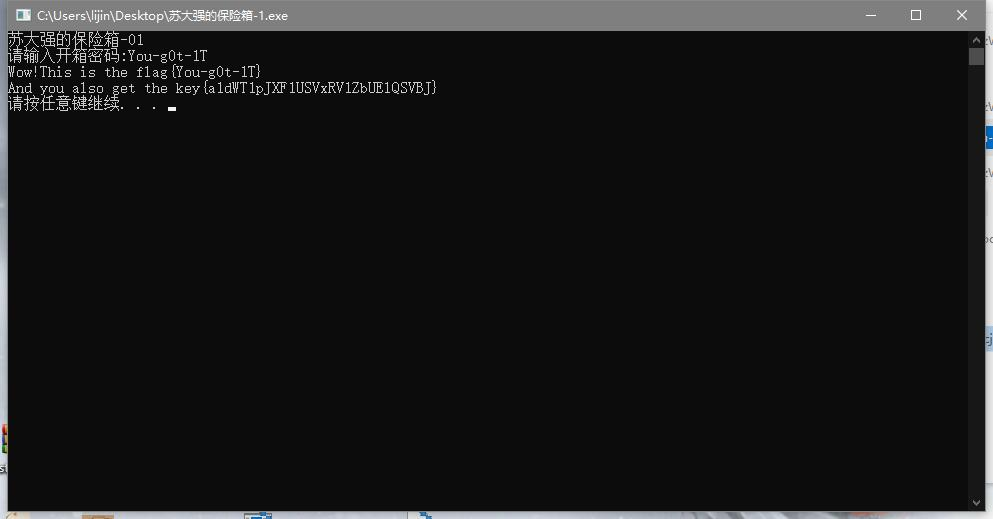 C:\Users\lijin\Desktop\苏大强的保险箱-1.exe
苏大强的保险箱-01
请输入开箱密码:You-g0t-1T
Wow!This is the flag{You-g0t-1T}
And you also get the key{a1dWT1pJXF1USVxRV1ZbUE1QSVBJ}
请按任意键继续. . .